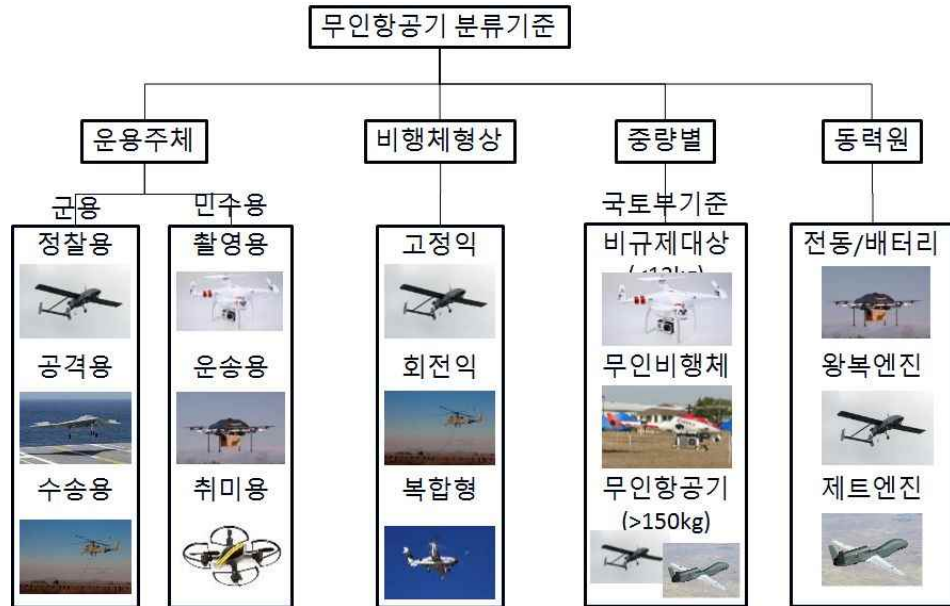 무인항공기 분류기준
운용주체
비행체형상
중량별
동력원
군용
민수용
국토부기준
정찰용
공격용
수송용
촬영용
운송용
취미용
고정익
회전익
복합형
비규제대상
무인비행체
무인항공기
(>150kg)
전동/배터리
왕복엔진
제트엔진